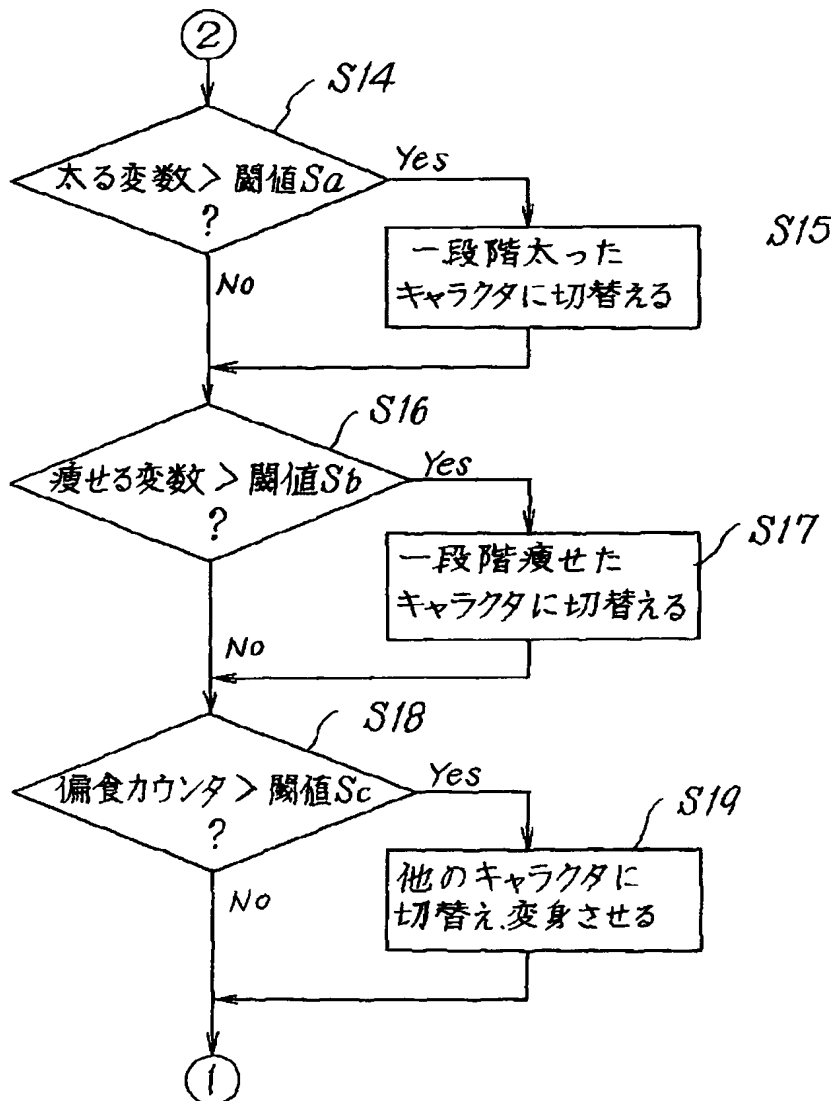 2
S14
太る変数 > 閾値Sa
?
Yes
No
S15
一段階太った
キャラクタに切替える
S16
痩せる変数 > 閾値Sb
?
Yes
No
S17
一段階痩せた
キャラクタに切替える
S18
偏食カウンタ > 閾値Sc
?
Yes
No
S19
他のキャラクタに
切替え、変身させる
1